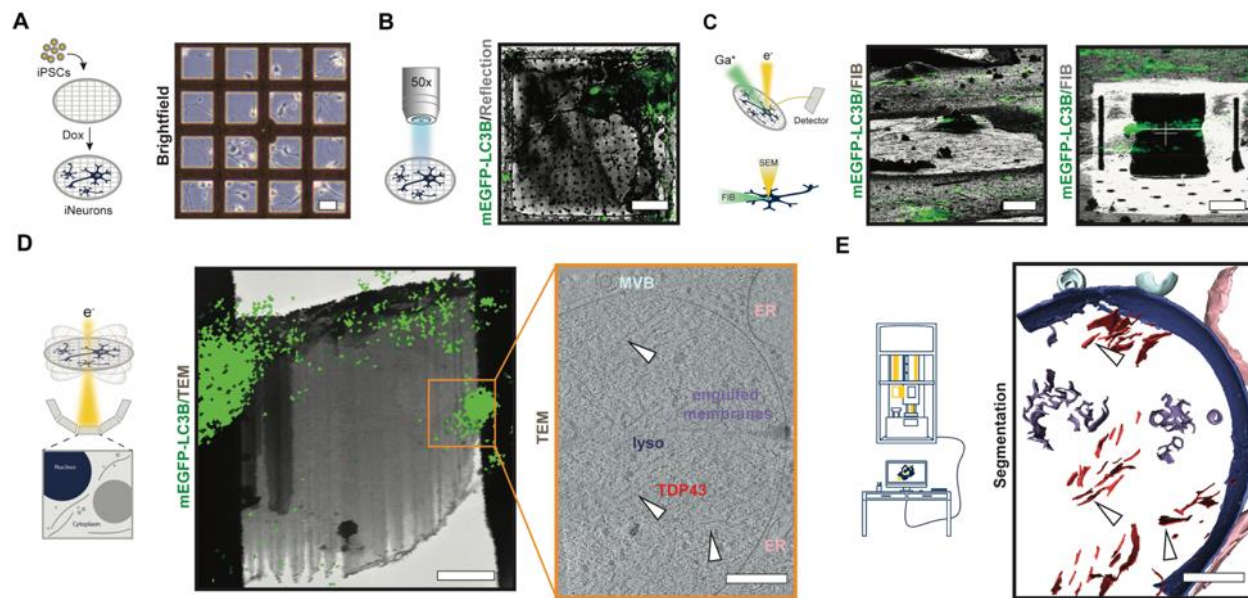 A
iPSCs
Dox
iNeurons
Brightfield
B
50x
mEGFP-LC3B/Reflection
C
Ga+
e-
Detector
SEM
FIB
mEGFP-LC3B/FIB
mEGFP-LC3B/FIB
D
e-
Nucleus
Cytoplasm
mEGFP-LC3B/TEM
TEM
MVB
ER
engulfed
membranes
lyso
TDP43
ER
E
Segmentation